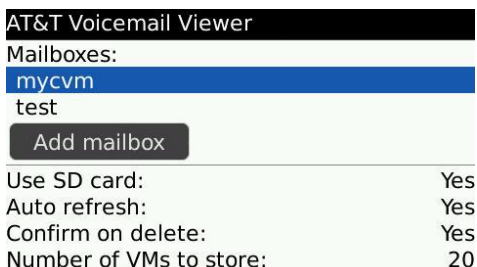 AT&T Voicemail Viewer
Mailboxes:
mycvm
test
Add mailbox
Use SD card: Yes
Auto refresh: Yes
Confirm on delete: Yes
Number of VMs to store: 20